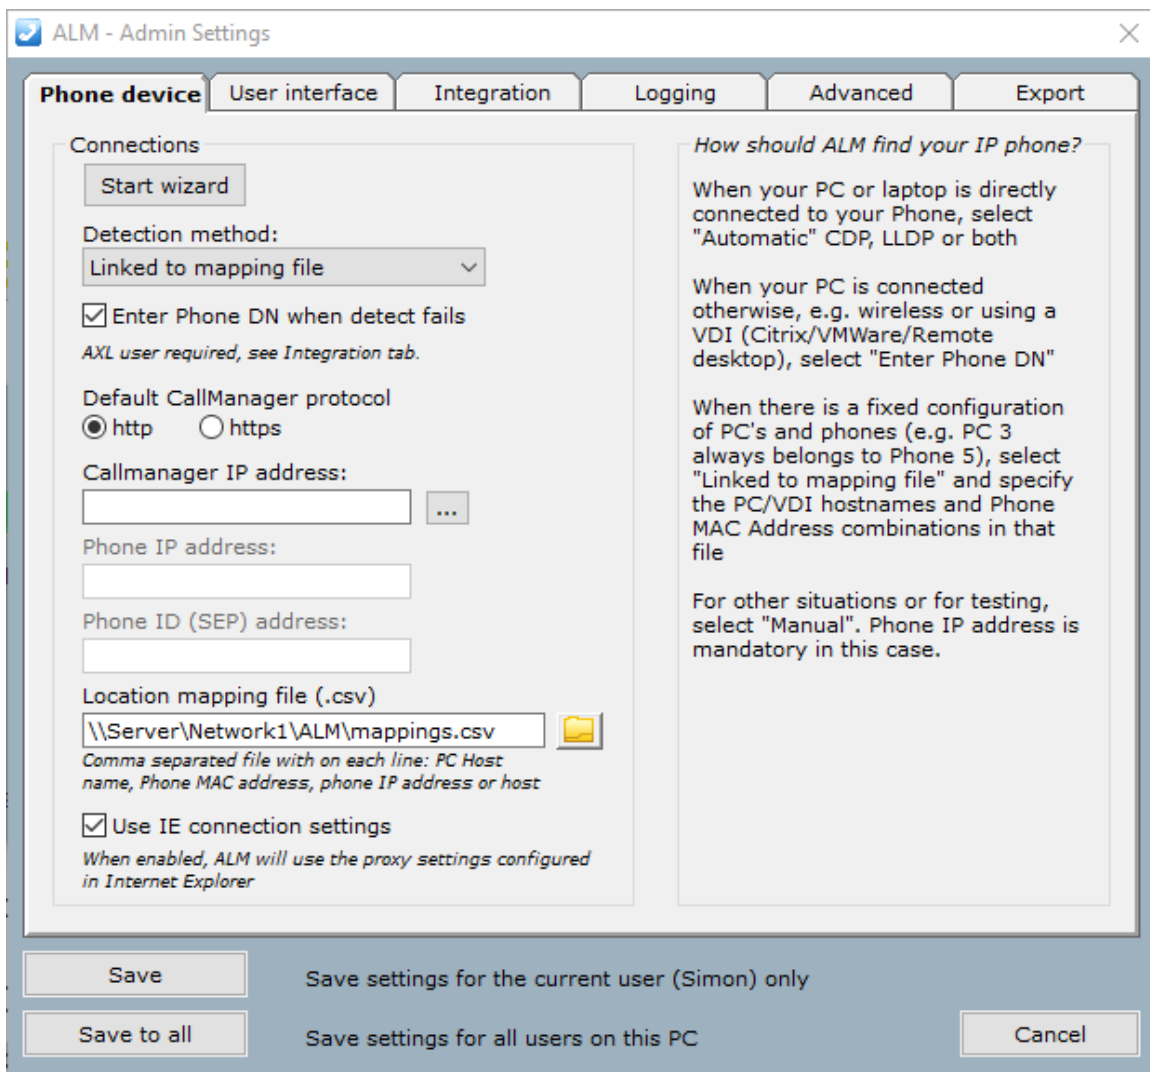 ALM - Admin Settings
Phone device
User interface
Integration
Logging
Advanced
Export
Connections
Start wizard
Detection method:
Linked to mapping file
Enter Phone DN when detect fails
AXL user required, see Integration tab.
Default CallManager protocol
http
https
Callmanager IP address:
...
Phone IP address:
Phone ID (SEP) address:
Location mapping file (.csv)
\\Server\Network1\ALM\mappings.csv
Comma separated file with on each line: PC Host
name, Phone MAC address, phone IP address or host
Use IE connection settings
When enabled, ALM will use the proxy settings configured
in Internet Explorer
How should ALM find your IP phone?
When your PC or laptop is directly
connected to your Phone, select
"Automatic" CDP, LLDP or both
When your PC is connected
otherwise, e.g. wireless or using a
VDI (Citrix/VMWare/Remote
desktop), select "Enter Phone DN"
When there is a fixed configuration
of PC's and phones (e.g. PC 3
always belongs to Phone 5), select
"Linked to mapping file" and specify
the PC/VDI hostnames and Phone
MAC Address combinations in that
file
For other situations or for testing,
select "Manual". Phone IP address is
mandatory in this case.
Save
Save settings for the current user (Simon) only
Save to all
Save settings for all users on this PC
Cancel